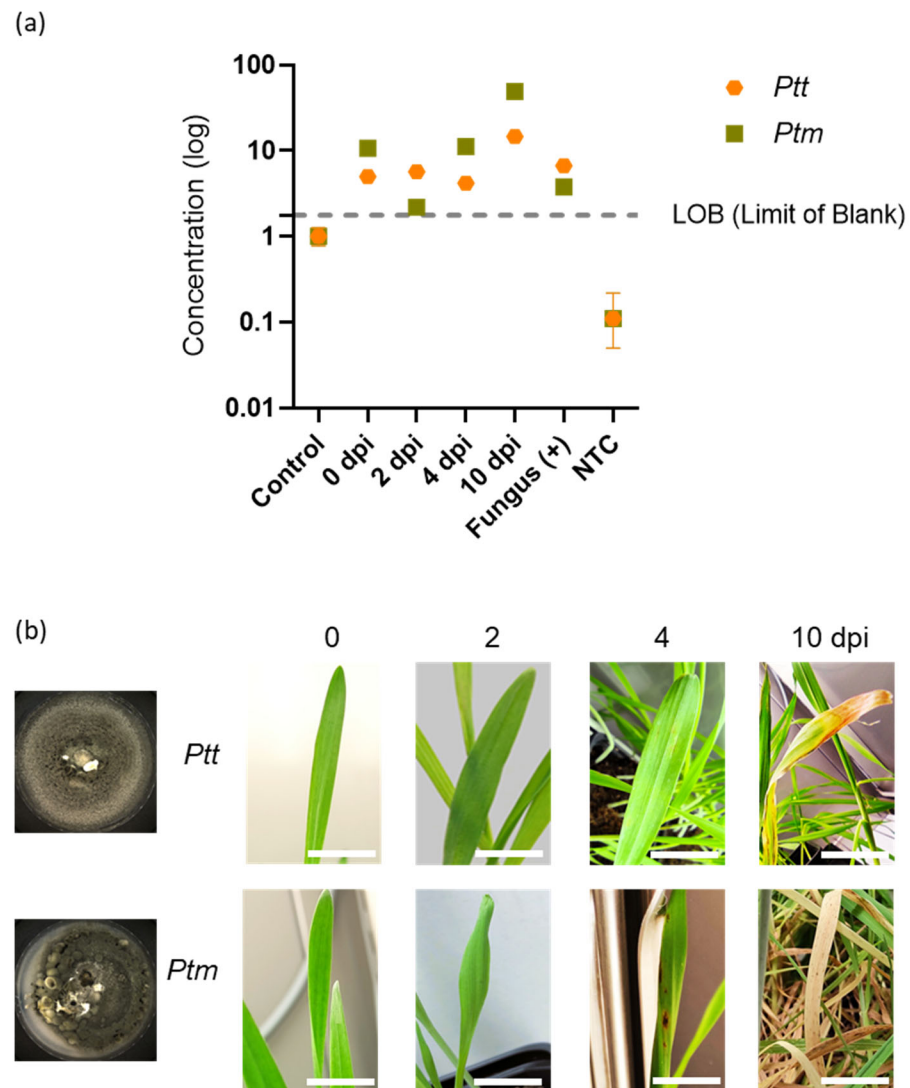 (a)
Concentration (log)
100
10
1
0.1
0.01
Ptt
Ptm
LOB (Limit of Blank)
Control
0 dpi
2 dpi
4 dpi
10 dpi
Fungus (+)
NTC
(b)
0 2 4 10 dpi
Ptt
Ptm